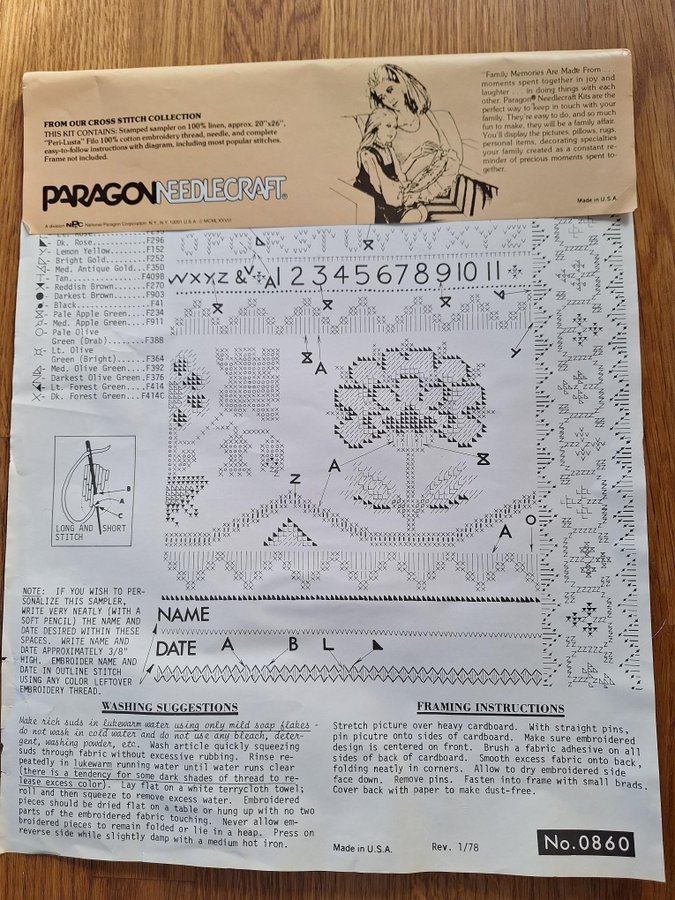 FROM OUR CROSS STITCH COLLECTION
THIS KIT CONTAINS: Stamped sampler on 100% linen, approx. 20"x26",
"Peri-Lusta" Filo 100% cotton embroidery thread, needle, and complete
easy-to-follow instructions with diagram, including most popular stitches.
Frame not included.
PARAGON NEEDLECRAFT®
A division NPC National Paragon Corporation N.Y., N.Y. 10001 U.S.A. © MCMLXXVII
"Family Memories Are Made From . . .
moments spent together in joy and
laughter . . . in doing things with each
other. Paragon® Needlecraft Kits are the
perfect way to keep in touch with your
family. They're easy to do, and so much
fun to make, they will be a family affair.
You'll display the pictures, pillows, rugs,
personal items, decorating specialties
your family created as a constant re-
minder of precious moments spent to-
gether.
Made in U.S.A.
Dk. Rose.......F296
Lemon Yellow.....F152
Bright Gold......F252
Med. Antique Gold..F350
Tan..........F409B
Reddish Brown.....F270
Darkest Brown.....F903
Black..........F41
Pale Apple Green...F234
Med. Apple Green...F911
Pale Olive
Green (Drab).....F388
Lt. Olive
Green (Bright)....F364
Med. Olive Green...F392
Darkest Olive Green.F376
Lt. Forest Green...F414
Dk. Forest Green...F414C
W X Y Z & 1 2 3 4 5 6 7 8 9 10 11
A
A
Y
Z
A
A
B
A
C
LONG AND SHORT
STITCH
NOTE: IF YOU WISH TO PER-
SONALIZE THIS SAMPLER,
WRITE VERY NEATLY (WITH A
SOFT PENCIL) THE NAME AND
DATE DESIRED WITHIN THESE
SPACES. WRITE NAME AND
DATE APPROXIMATELY 3/8"
HIGH. EMBROIDER NAME AND
DATE IN OUTLINE STITCH
USING ANY COLOR LEFTOVER
EMBOIDERY THREAD.
NAME
DATE A B L
WASHING SUGGESTIONS
Make rich suds in lukewarm water using only mild soap flakes -
do not wash in cold water and do not use any bleach, deter-
gent, washing powder, etc. Wash article quickly squeezing
suds through fabric without excessive rubbing. Rinse re-
peatedly in lukewarm running water until water runs clear
(there is a tendency for some dark shades of thread to re-
lease excess color). Lay flat on a white terrycloth towel;
roll and then squeeze to remove excess water. Embroidered
pieces should be dried flat on a table or hung up with no two
parts of the embroidered fabric touching. Never allow em-
broidered pieces to remain folded or lie in a heap. Press on
reverse side while slightly damp with a medium hot iron.
FRAMING INSTRUCTIONS
Stretch picture over heavy cardboard. With straight pins,
pin picutre onto sides of cardboard. Make sure embroidered
design is centered on front. Brush a fabric adhesive on all
sides of back of cardboard. Smooth excess fabric onto back,
folding neatly in corners. Allow to dry embroidered side
face down. Remove pins. Fasten into frame with small brads.
Cover back with paper to make dust-free.
Made in U.S.A. Rev. 1/78
No.0860